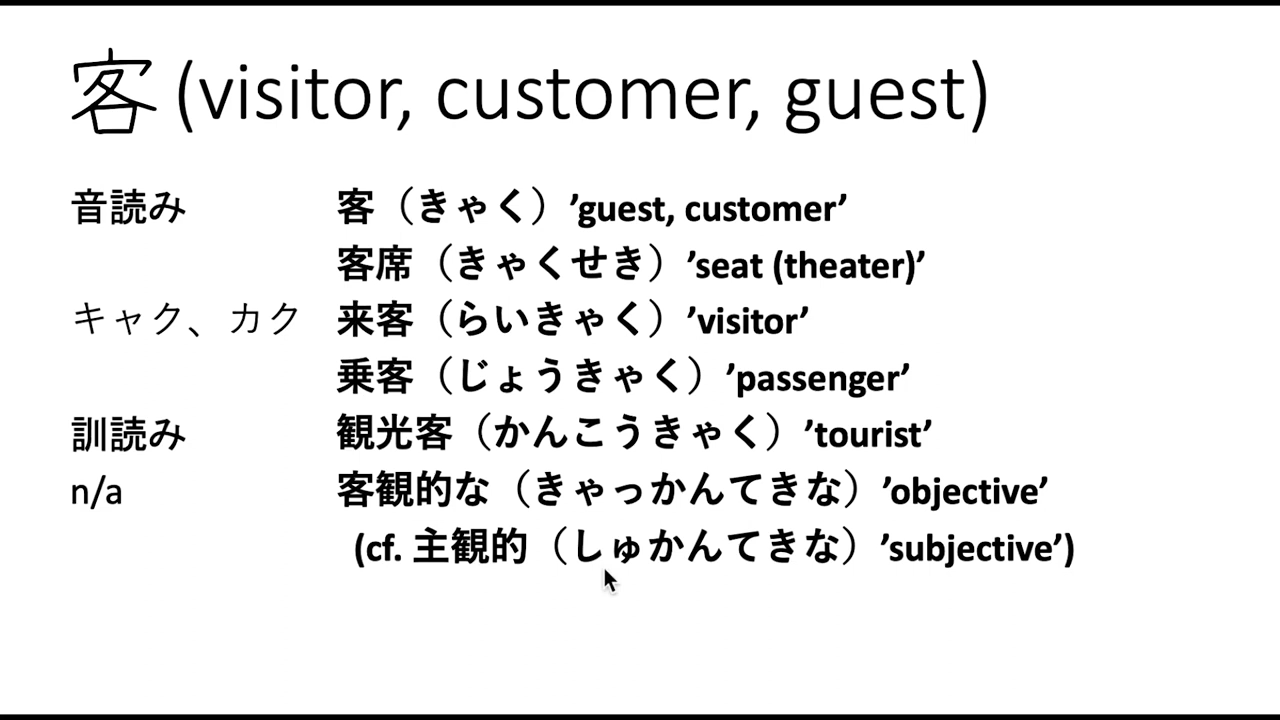 客 (visitor, customer, guest)
音読み
客（きゃく）’guest, customer’
客席（きゃくせき）’seat (theater)’
キャク、カク
来客（らいきゃく）’visitor’
乗客（じょうきゃく）’passenger’
訓読み
観光客（かんこうきゃく）’tourist’
n/a
客観的な（きゃっかんてきな）’objective’
(cf. 主観的（しゅかんてきな）’subjective’)